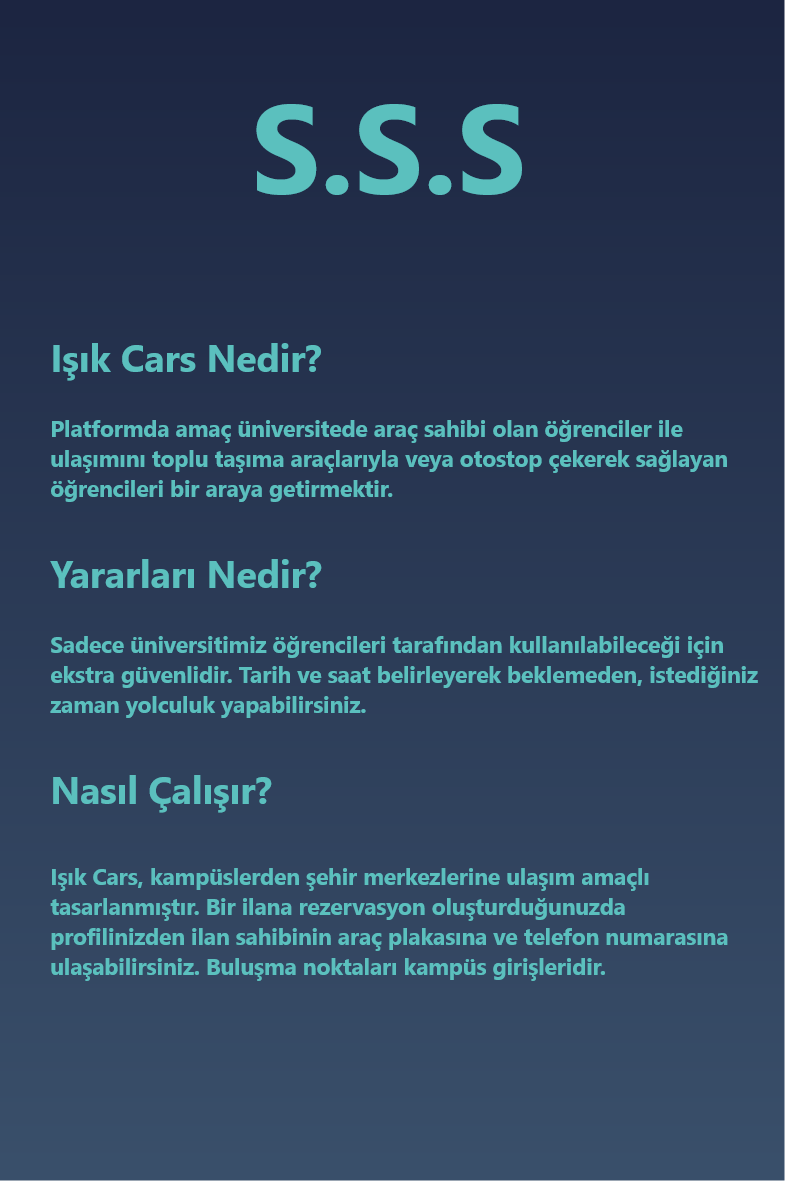 S.S.S
Işık Cars Nedir?
Platformda amaç üniversitede araç sahibi olan öğrenciler ile
ulaşımını toplu taşıma araçlarıyla veya otostop çekerek sağlayan
öğrencileri bir araya getirmektir.
Yararları Nedir?
Sadece üniversitimiz öğrencileri tarafından kullanılabileceği için
ekstra güvenlidir. Tarih ve saat belirleyerek beklemeden, istediğiniz
zaman yolculuk yapabilirsiniz.
Nasıl Çalışır?
Işık Cars, kampüslerden şehir merkezlerine ulaşım amaçlı
tasarlanmıştır. Bir ilana rezervasyon oluşturduğunuzda
profilinizden ilan sahibinin araç plakasına ve telefon numarasına
ulaşabilirsiniz. Buluşma noktaları kampüs girişleridir.